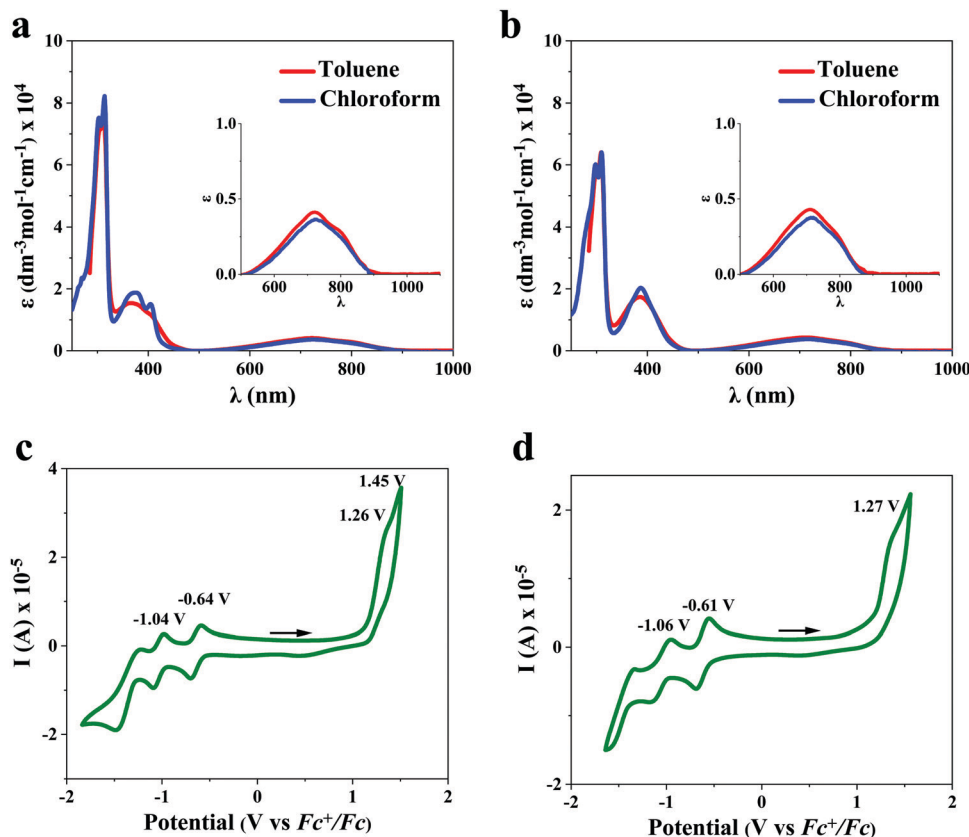 a
ε (dm-3mol-1cm-1) x 10⁴
10
8
6
4
2
0
400
600
800
1000
λ (nm)
Toluene
Chloroform
ε
1.0
0.5
0.0
600
800
1000
λ
b
ε (dm-3mol-1cm-1) x 10⁴
10
8
6
4
2
0
400
600
800
1000
λ (nm)
Toluene
Chloroform
ε
1.0
0.5
0.0
600
800
1000
λ
c
I (A) x 10-5
4
2
0
-2
-2
-1
0
1
2
Potential (V vs Fc+/Fc)
-1.04 V
-0.64 V
1.26 V
1.45 V
d
I (A) x 10-5
2
0
-2
-2
-1
0
1
2
Potential (V vs Fc+/Fc)
-1.06 V
-0.61 V
1.27 V